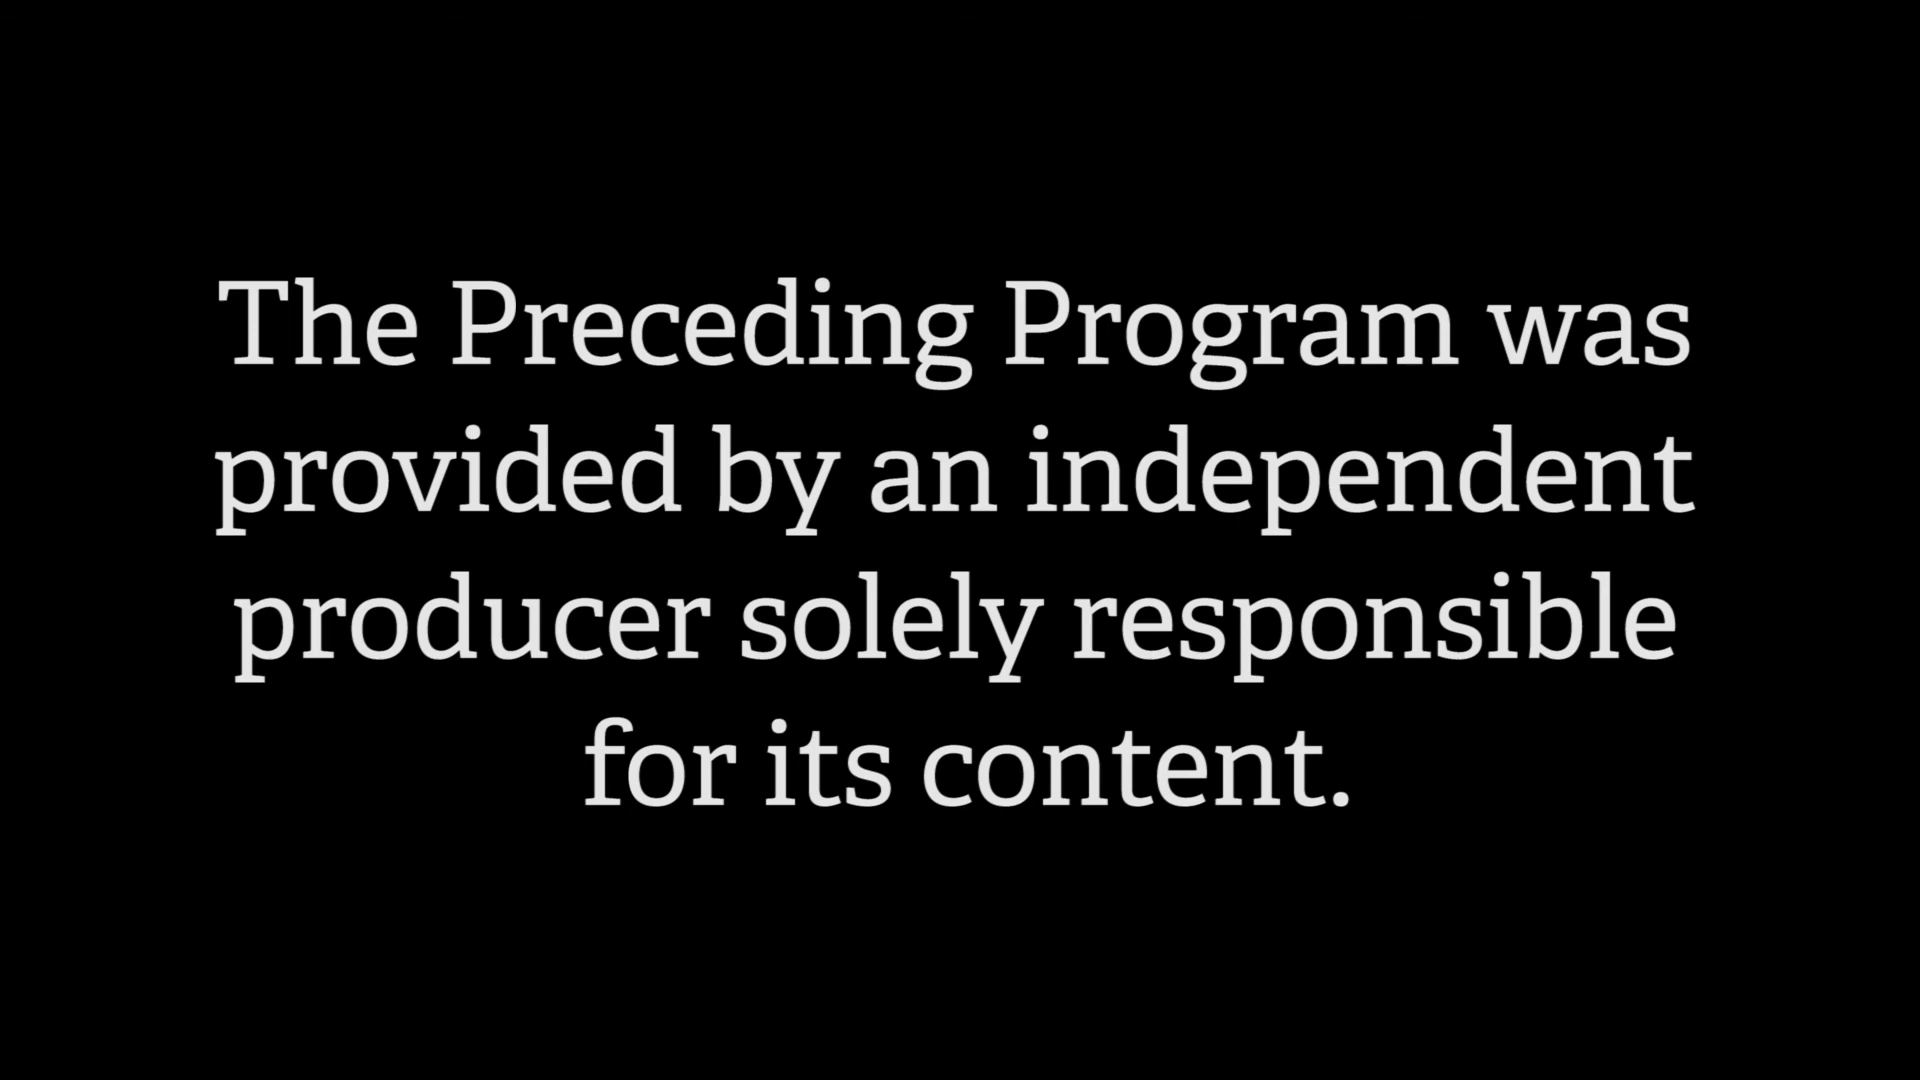 The Preceding Program was
provided by an independent
producer solely responsible
for its content.